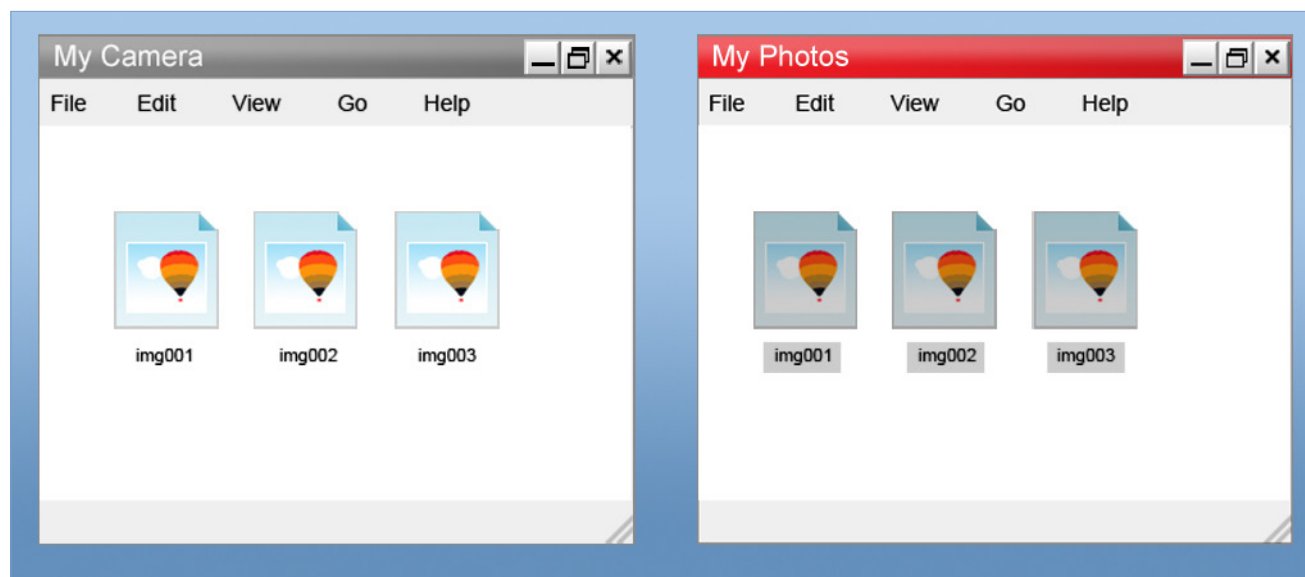 My Camera
File Edit View Go Help
img001 img002 img003
My Photos
File Edit View Go Help
img001 img002 img003